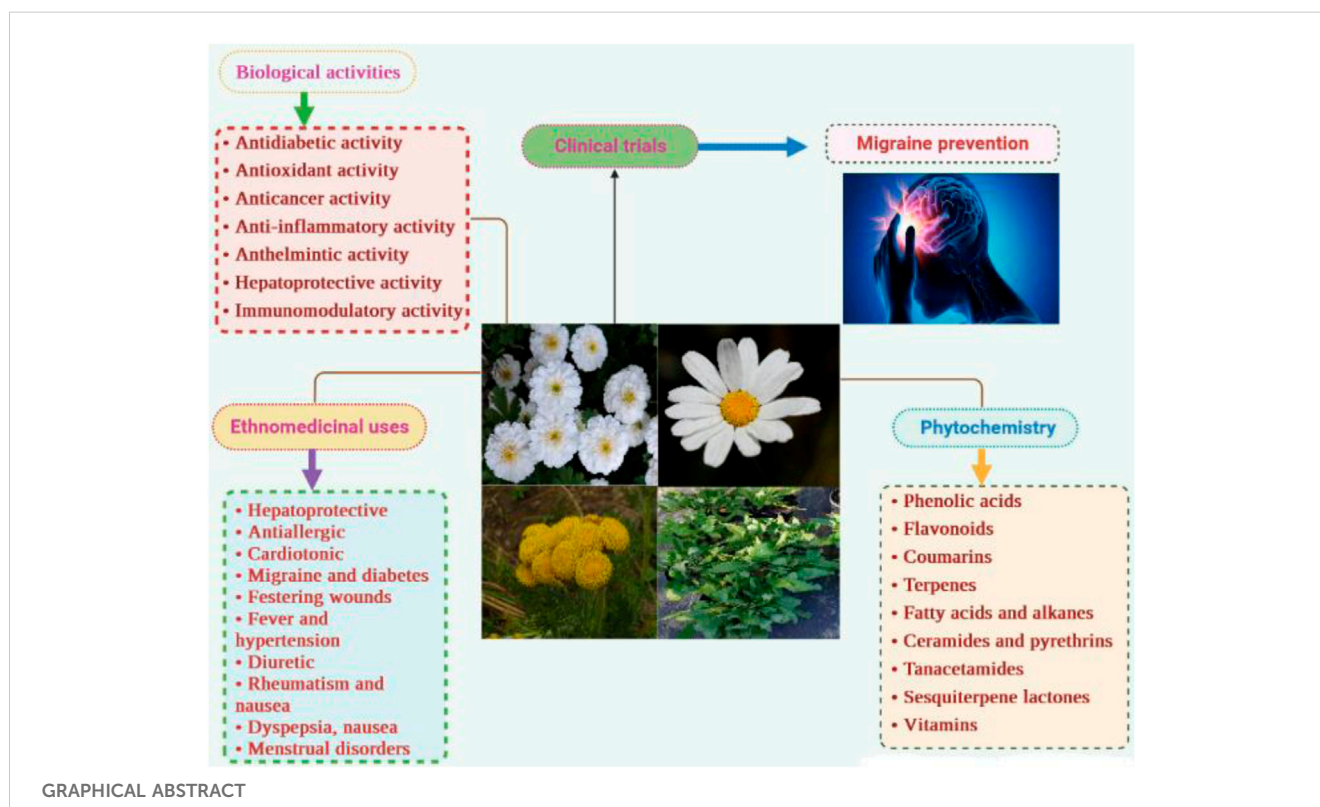 Biological activities
• Antidiabetic activity
• Antioxidant activity
• Anticancer activity
• Anti-inflammatory activity
• Anthelmintic activity
• Hepatoprotective activity
• Immunomodulatory activity
Clinical trials
Migraine prevention
Ethnomedicinal uses
• Hepatoprotective
• Antiallergic
• Cardiotonic
• Migraine and diabetes
• Festering wounds
• Fever and
hypertension
• Diuretic
• Rheumatism and
nausea
• Dyspepsia, nausea
• Menstrual disorders
Phytochemistry
• Phenolic acids
• Flavonoids
• Coumarins
• Terpenes
• Fatty acids and alkanes
• Ceramides and pyrethrins
• Tanacetamides
• Sesquiterpene lactones
• Vitamins
GRAPHICAL ABSTRACT